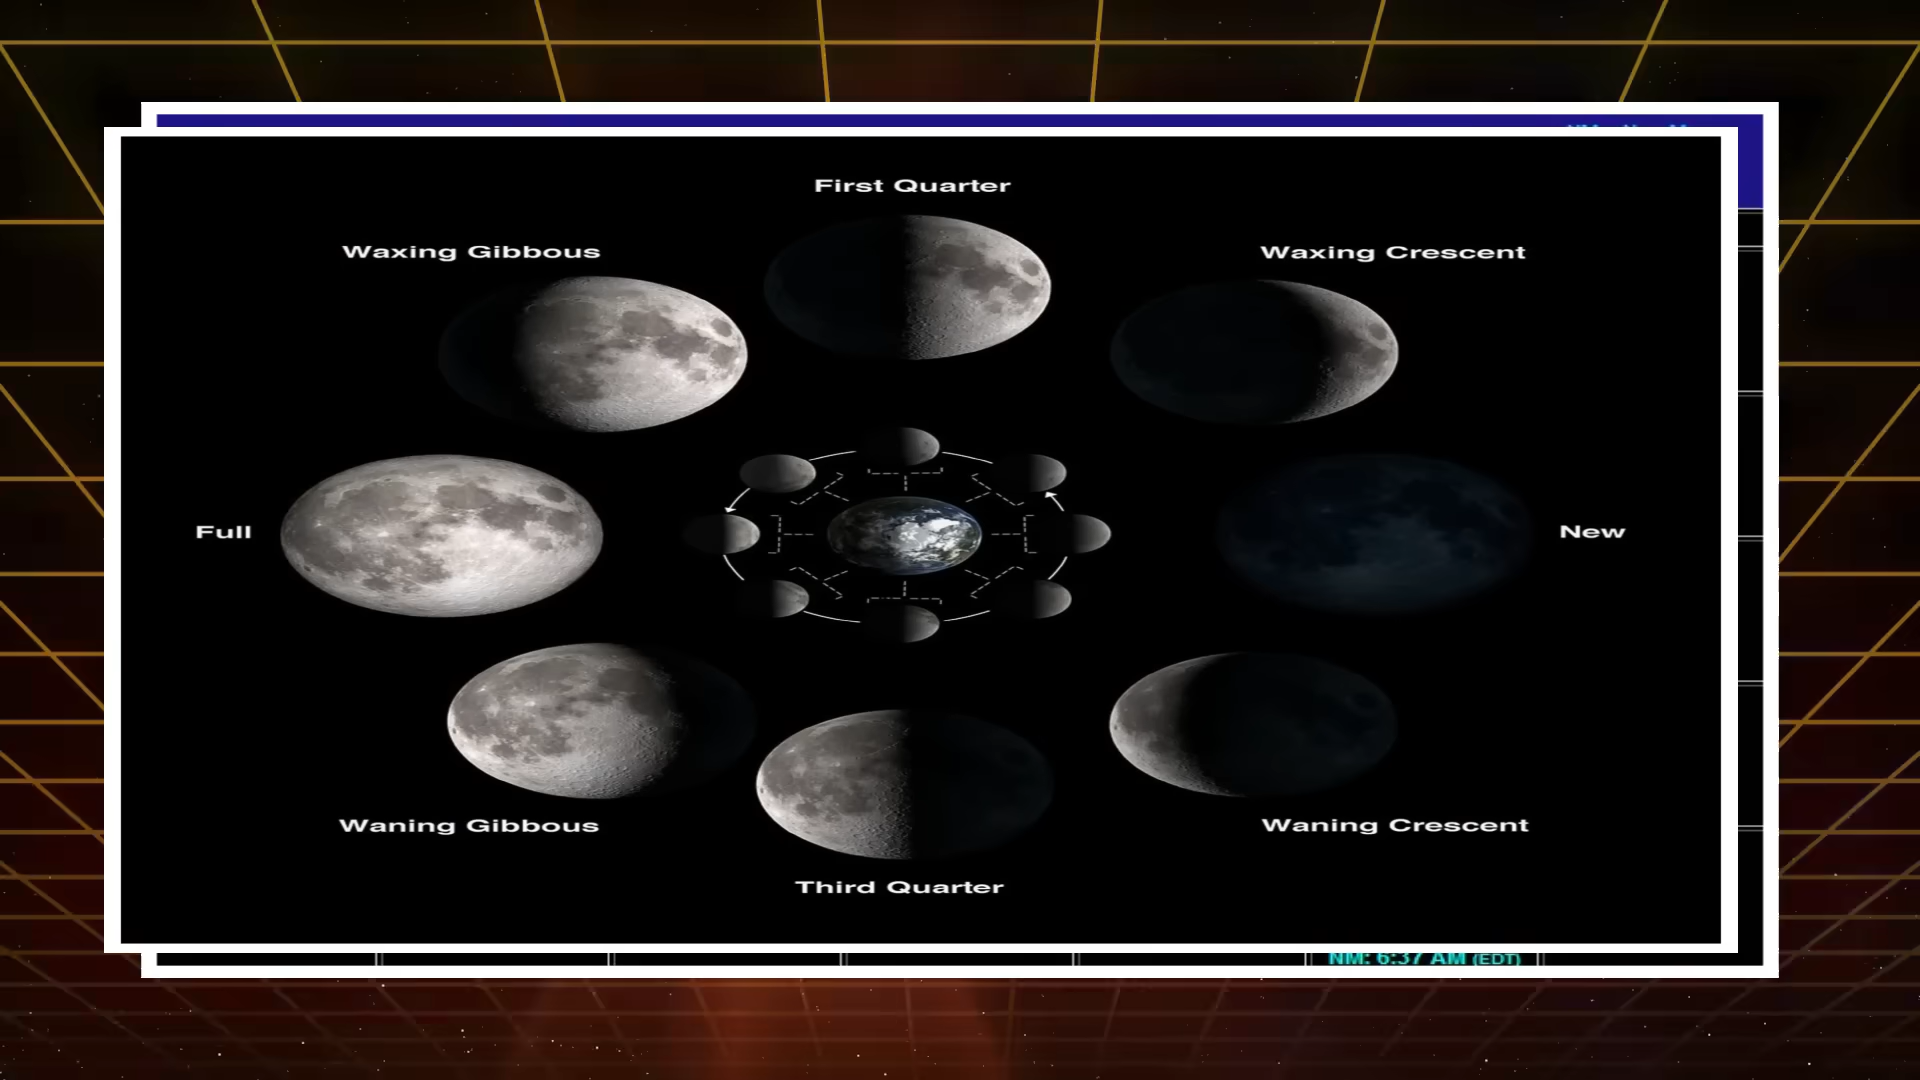 First Quarter
Waxing Gibbous
Waxing Crescent
Full
New
Waning Gibbous
Waning Crescent
Third Quarter
NM: 6:37 AM (EDT)